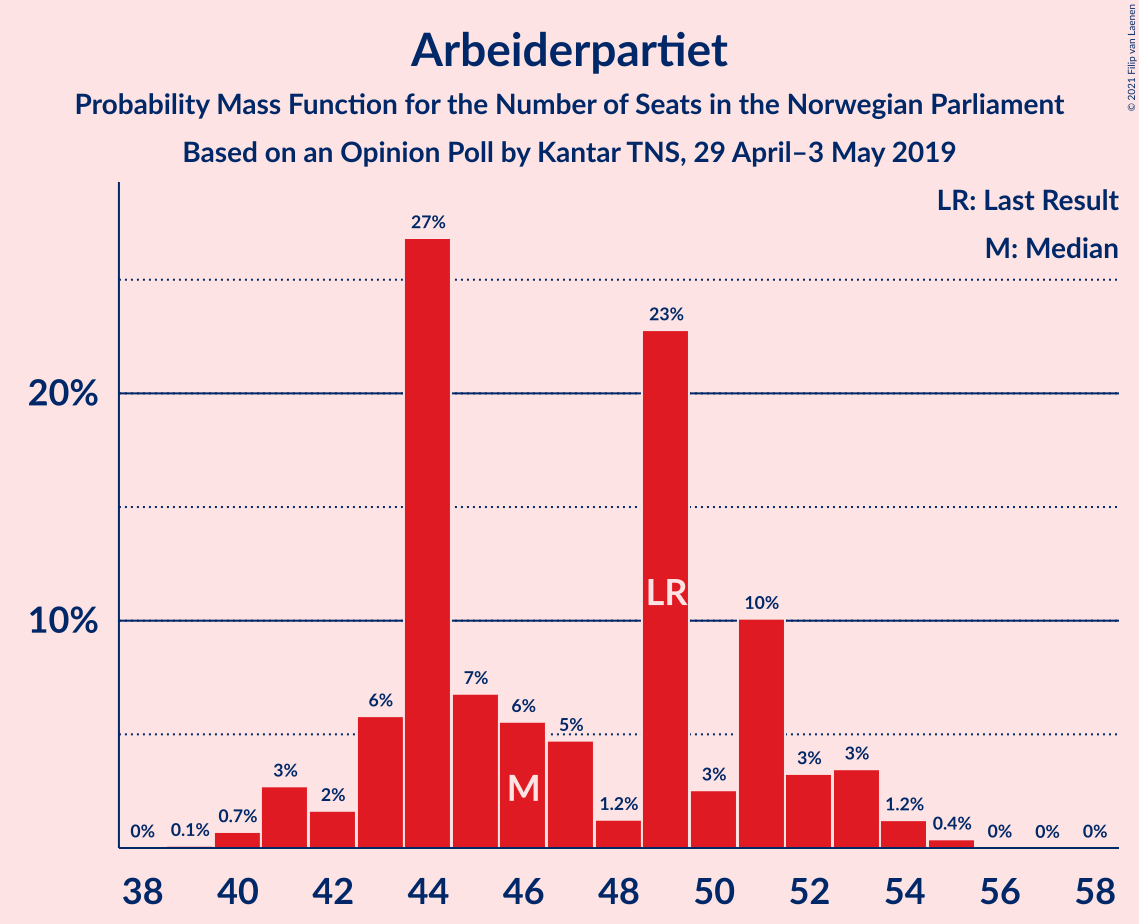 Arbeiderpartiet
Probability Mass Function for the Number of Seats in the Norwegian Parliament
Based on an Opinion Poll by Kantar TNS, 29 April–3 May 2019
© 2021 Filip van Laenen
LR: Last Result
M: Median
20%
10%
0%
0.1%
0.7%
3%
2%
6%
27%
7%
6%
5%
1.2%
23%
3%
10%
3%
3%
1.2%
0.4%
0%
0%
0%
LR
M
38 40 42 44 46 48 50 52 54 56 58